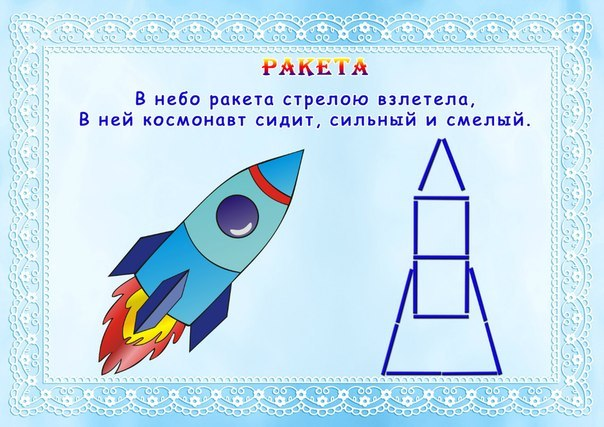 РАКЕТА
В небо ракета стрелою взлетела,
В ней космонавт сидит, сильный и смелый.